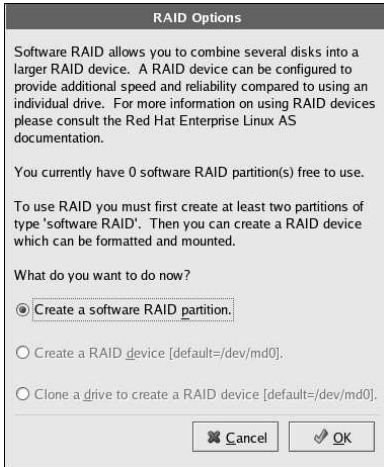 RAID Options
Software RAID allows you to combine several disks into a
larger RAID device. A RAID device can be configured to
provide additional speed and reliability compared to using an
individual drive. For more information on using RAID devices
please consult the Red Hat Enterprise Linux AS
documentation.
You currently have 0 software RAID partition(s) free to use.
To use RAID you must first create at least two partitions of
type 'software RAID'. Then you can create a RAID device
which can be formatted and mounted.
What do you want to do now?
Create a software RAID partition.
Create a RAID device [default=/dev/md0].
Clone a drive to create a RAID device [default=/dev/md0].
Cancel OK